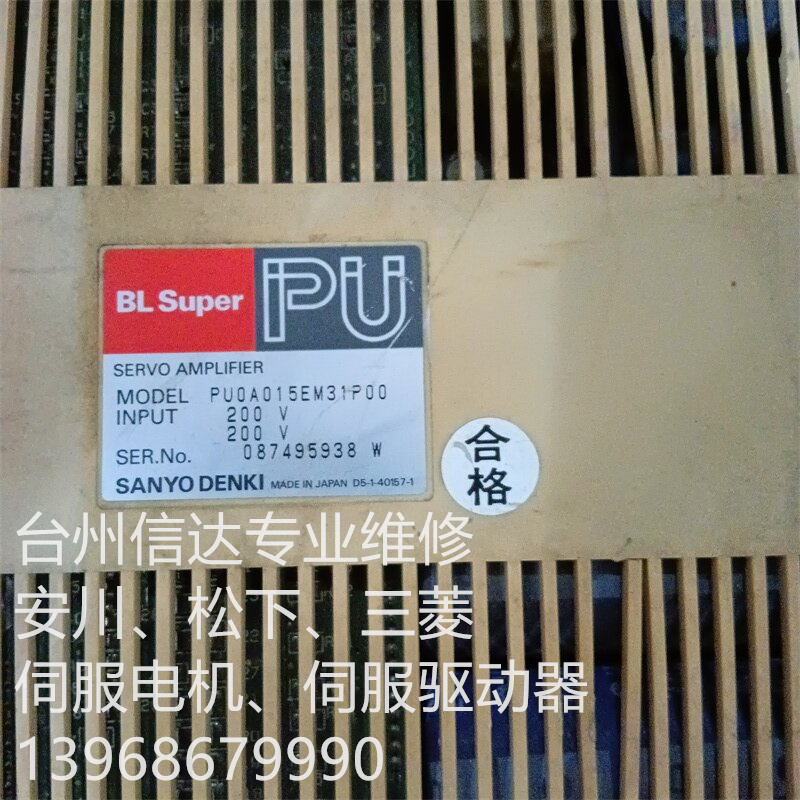 BL Super PU
SERVO AMPLIFIER
MODEL PU0A015EM31P00
INPUT 200 V
200 V
SER.No. 087495938 W
SANYO DENKI MADE IN JAPAN D5-1-40157-1
合格
台州信达专业维修
安川、松下、三菱
伺服电机、伺服驱动器
13968679990